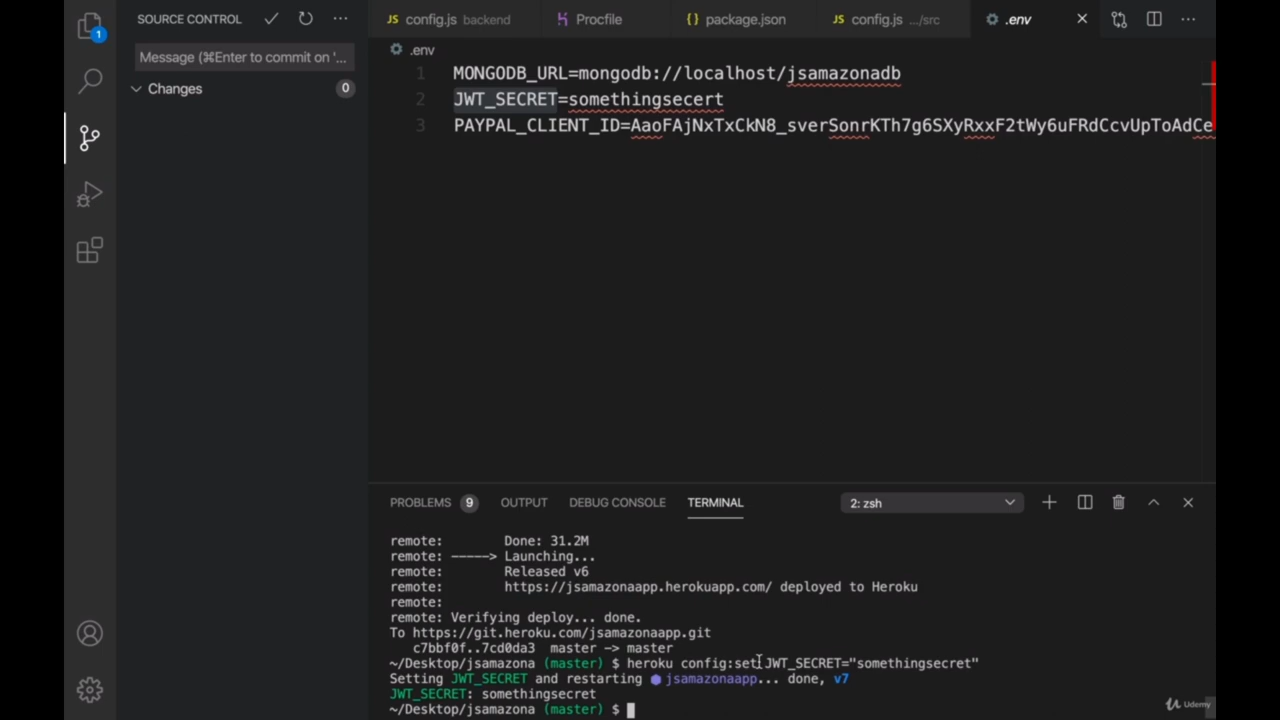 SOURCE CONTROL
JS config.js backend
Procfile
{} package.json
JS config.js .../src
.env
1
Message (⌘Enter to commit on '...
.env
Changes 0
1 MONGODB_URL=mongodb://localhost/jsamazonadb
2 JWT_SECRET=somethingsecert
3 PAYPAL_CLIENT_ID=AaoFAjNxTxCkN8_sverSonrKTh7g6SXyRxxF2tWy6uFRdCcvUpToAdCe
PROBLEMS 9 OUTPUT DEBUG CONSOLE TERMINAL 2: zsh
remote: Done: 31.2M
remote: -----> Launching...
remote: Released v6
remote: https://jsamazonaapp.herokuapp.com/ deployed to Heroku
remote:
remote: Verifying deploy... done.
To https://git.heroku.com/jsamazonaapp.git
c7bbf0f..7cd0da3 master -> master
~/Desktop/jsamazona (master) $ heroku config:set JWT_SECRET="somethingsecret"
Setting JWT_SECRET and restarting ⬢ jsamazonaapp... done, v7
JWT_SECRET: somethingsecret
~/Desktop/jsamazona (master) $
Udemy